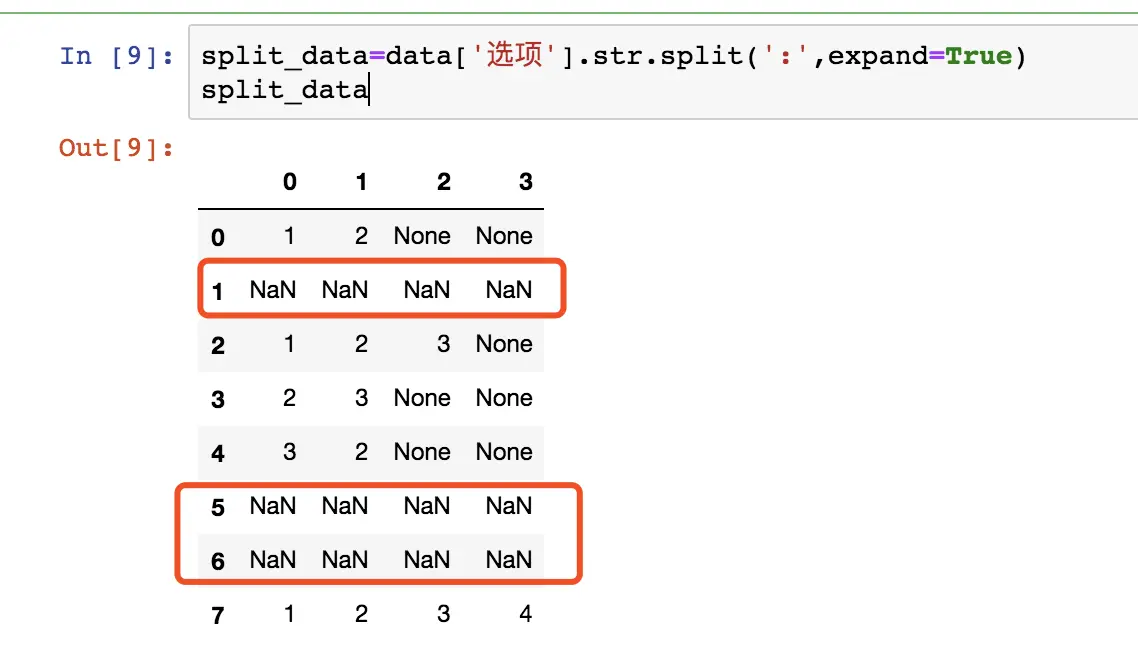 In [9]: split_data=data['选项'].str.split(':',expand=True)
split_data
Out[9]:
0 1 2 3
0 1 2 None None
1 NaN NaN NaN NaN
2 1 2 3 None
3 2 3 None None
4 3 2 None None
5 NaN NaN NaN NaN
6 NaN NaN NaN NaN
7 1 2 3 4